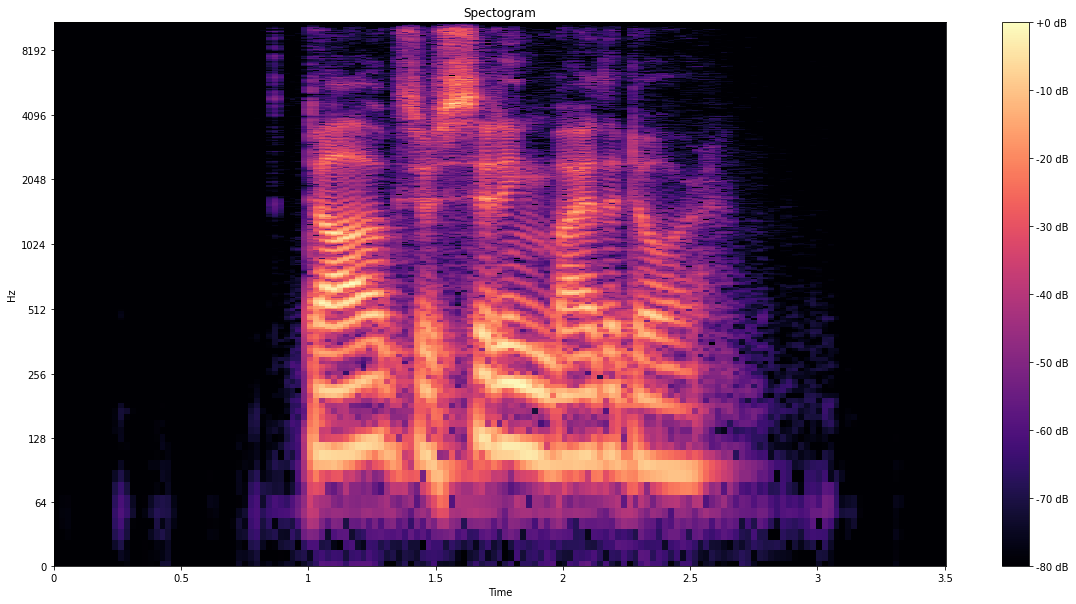 Spectogram
Hz
8192
4096
2048
1024
512
256
128
64
0
0
0.5
1
1.5
2
2.5
3
3.5
Time
+0 dB
-10 dB
-20 dB
-30 dB
-40 dB
-50 dB
-60 dB
-70 dB
-80 dB